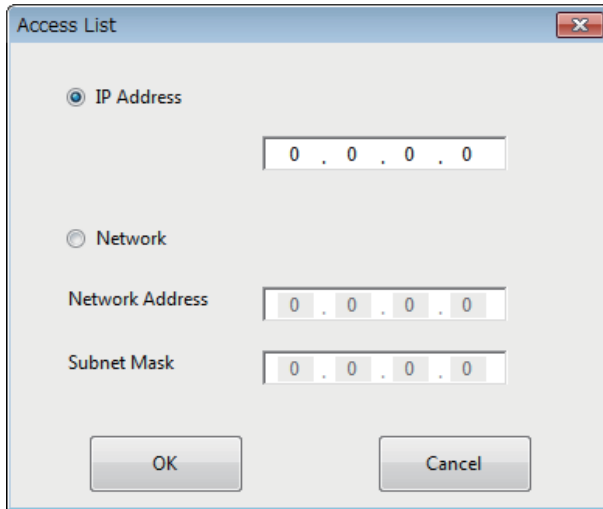 Access List
IP Address
0 . 0 . 0 . 0
Network
Network Address 0 . 0 . 0 . 0
Subnet Mask 0 . 0 . 0 . 0
OK Cancel